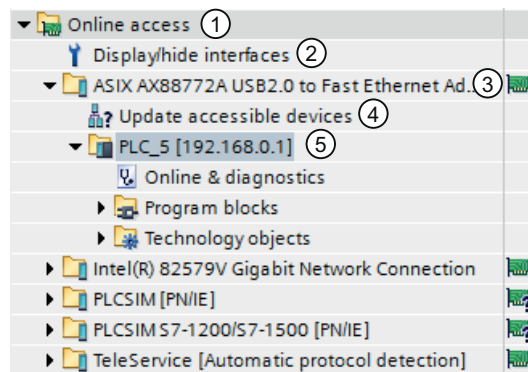 Online access 1
Display/hide interfaces 2
ASIX AX88772A USB2.0 to Fast Ethernet Ad... 3
Update accessible devices 4
PLC_5 [192.168.0.1] 5
Online & diagnostics
Program blocks
Technology objects
Intel(R) 82579V Gigabit Network Connection
PLCSIM [PN/IE]
PLCSIM S7-1200/S7-1500 [PN/IE]
TeleService [Automatic protocol detection]